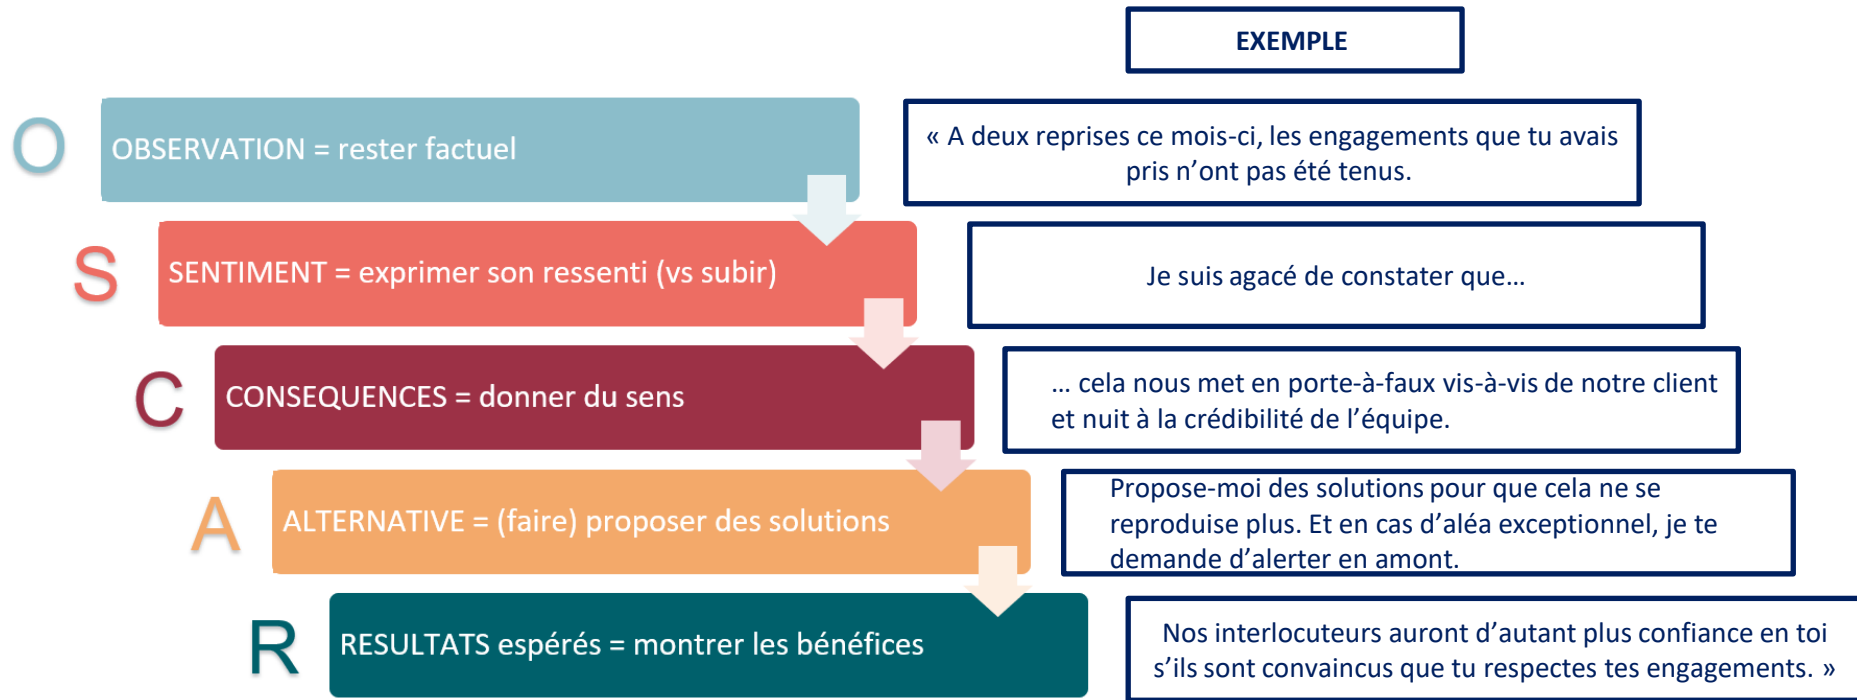 EXEMPLE
O
OBSERVATION = rester factuel
« A deux reprises ce mois-ci, les engagements que tu avais
pris n’ont pas été tenus.
S
SENTIMENT = exprimer son ressenti (vs subir)
Je suis agacé de constater que…
C
CONSEQUENCES = donner du sens
… cela nous met en porte-à-faux vis-à-vis de notre client
et nuit à la crédibilité de l’équipe.
A
ALTERNATIVE = (faire) proposer des solutions
Propose-moi des solutions pour que cela ne se
reproduise plus. Et en cas d’aléa exceptionnel, je te
demande d’alerter en amont.
R
RESULTATS espérés = montrer les bénéfices
Nos interlocuteurs auront d’autant plus confiance en toi
s’ils sont convaincus que tu respectes tes engagements. »